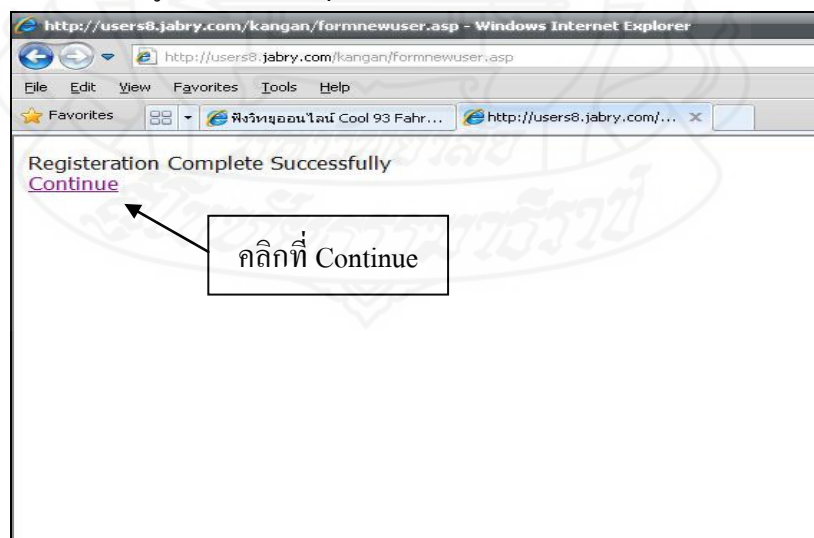 http://users8.jabry.com/kangan/formnewuser.asp - Windows Internet Explorer
http://users8.jabry.com/kangan/formnewuser.asp
File Edit View Favorites Tools Help
Favorites ฟังวิทยุออนไลน์ Cool 93 Fahr... http://users8.jabry.com/...
Registeration Complete Successfully
Continue
คลิกที่ Continue